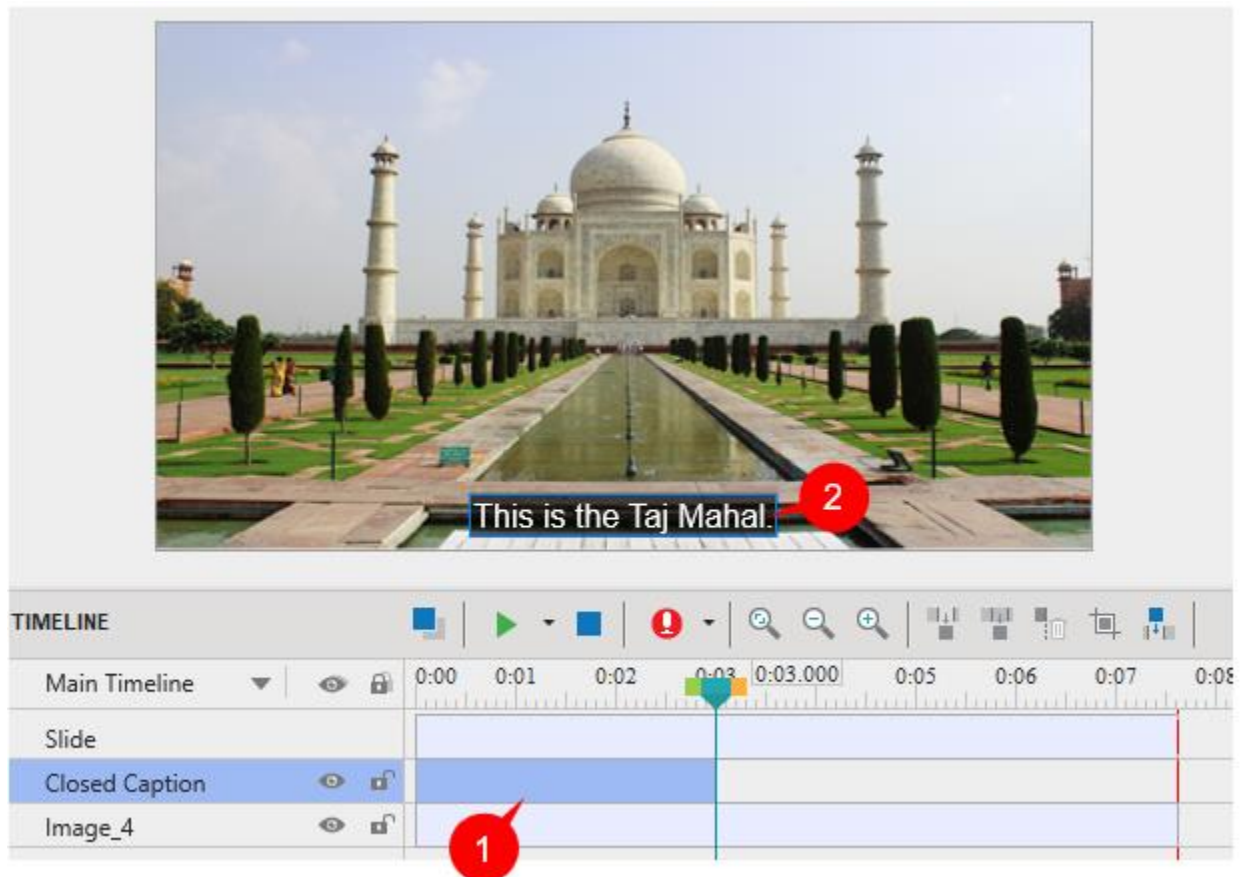 This is the Taj Mahal.
2
TIMELINE
Main Timeline
0:00 0:01 0:02 0:03 0:03.000 0:05 0:06 0:07 0:08
Slide
Closed Caption
Image_4
1